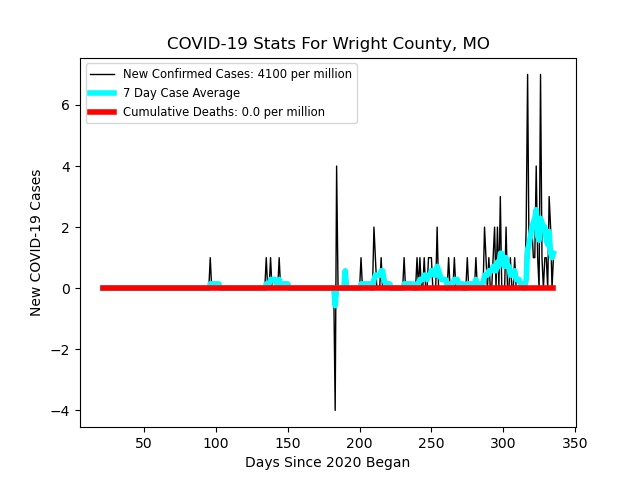 COVID-19 Stats For Wright County, MO
New Confirmed Cases: 4100 per million
7 Day Case Average
Cumulative Deaths: 0.0 per million
New COVID-19 Cases
6
4
2
0
−2
−4
50 100 150 200 250 300 350
Days Since 2020 Began